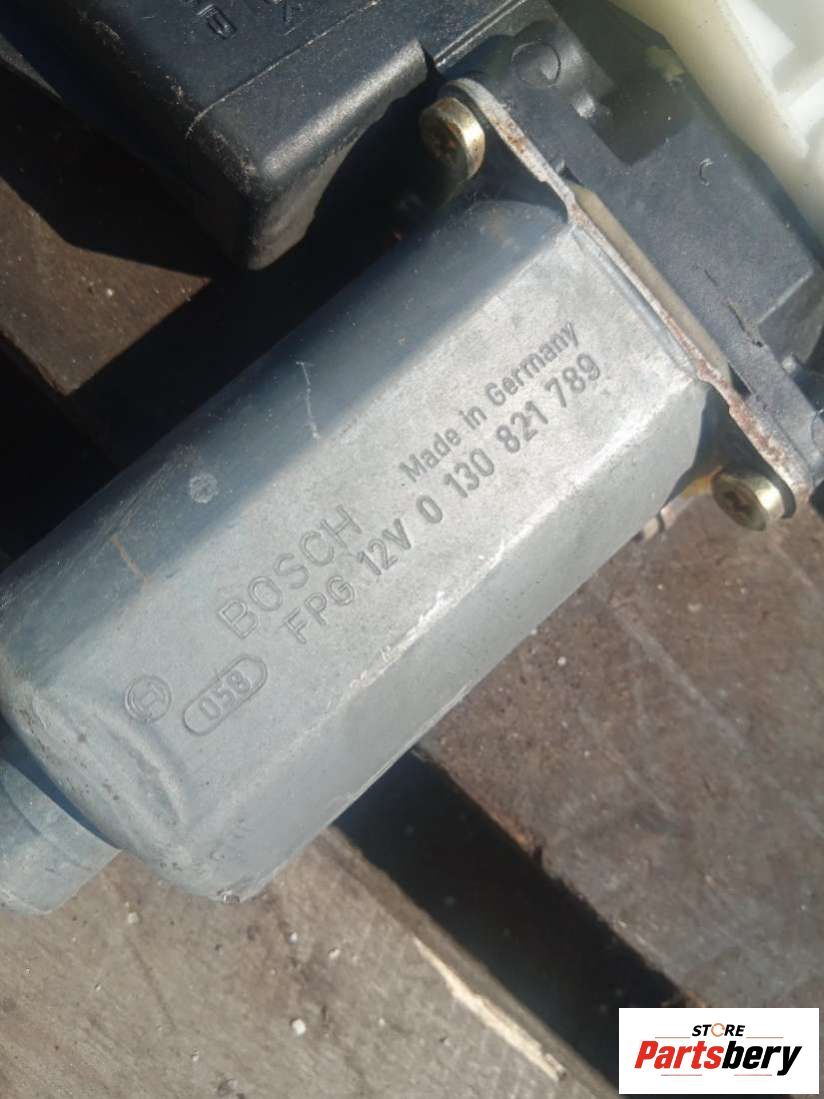 Made in Germany
BOSCH
FPG 12V 0 130 821 789
058
STORE
Partsbery